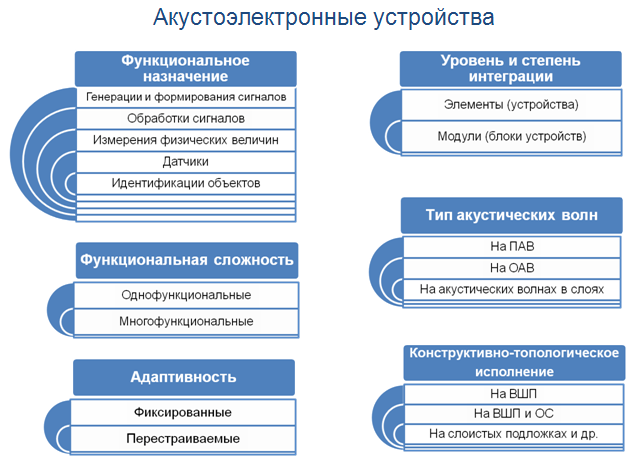 Акустоэлектронные устройства
Функциональное
назначение
Генерации и формирования сигналов
Обработки сигналов
Измерения физических величин
Датчики
Идентификации объектов
Функциональная сложность
Однофункциональные
Многофункциональные
Адаптивность
Фиксированные
Перестраиваемые
Уровень и степень
интеграции
Элементы (устройства)
Модули (блоки устройств)
Тип акустических волн
На ПАВ
На ОАВ
На акустических волнах в слоях
Конструктивно-топологическое
исполнение
На ВШП
На ВШП и ОС
На слоистых подложках и др.